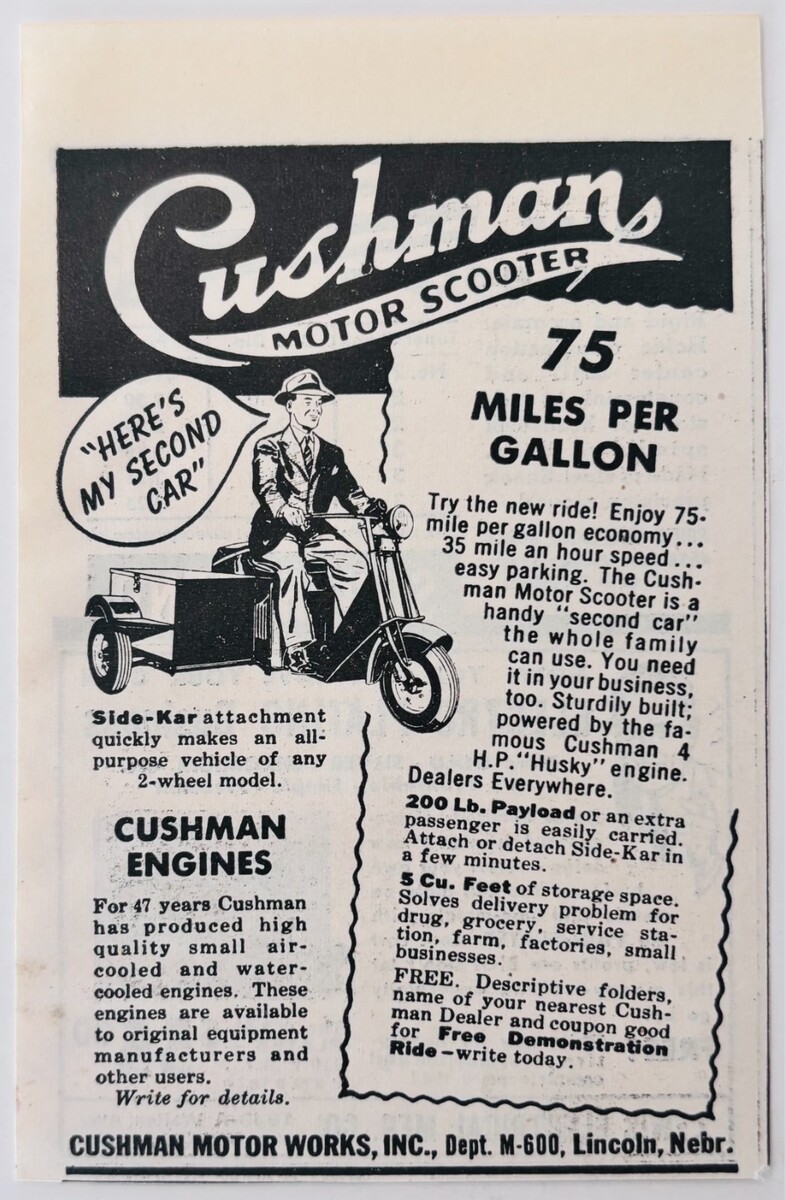 Cushman
MOTOR SCOOTER
"HERE'S
MY SECOND
CAR"
75
MILES PER
GALLON
Try the new ride! Enjoy 75-
mile per gallon economy...
35 mile an hour speed...
easy parking. The Cush-
man Motor Scooter is a
handy "second car"
the whole family
can use. You need
it in your business,
too. Sturdily built;
powered by the fa-
mous Cushman 4
H.P. "Husky" engine.
Dealers Everywhere.
200 Lb. Payload or an extra
passenger is easily carried.
Attach or detach Side-Kar in
a few minutes.
5 Cu. Feet of storage space.
Solves delivery problem for
drug, grocery, service sta-
tion, farm, factories, small
businesses.
FREE. Descriptive folders,
name of your nearest Cush-
man Dealer and coupon good
for Free Demonstration
Ride—write today.
Side-Kar attachment
quickly makes an all-
purpose vehicle of any
2-wheel model.
CUSHMAN
ENGINES
For 47 years Cushman
has produced high
quality small air-
cooled and water-
cooled engines. These
engines are available
to original equipment
manufacturers and
other users.
Write for details.
CUSHMAN MOTOR WORKS, INC., Dept. M-600, Lincoln, Nebr.